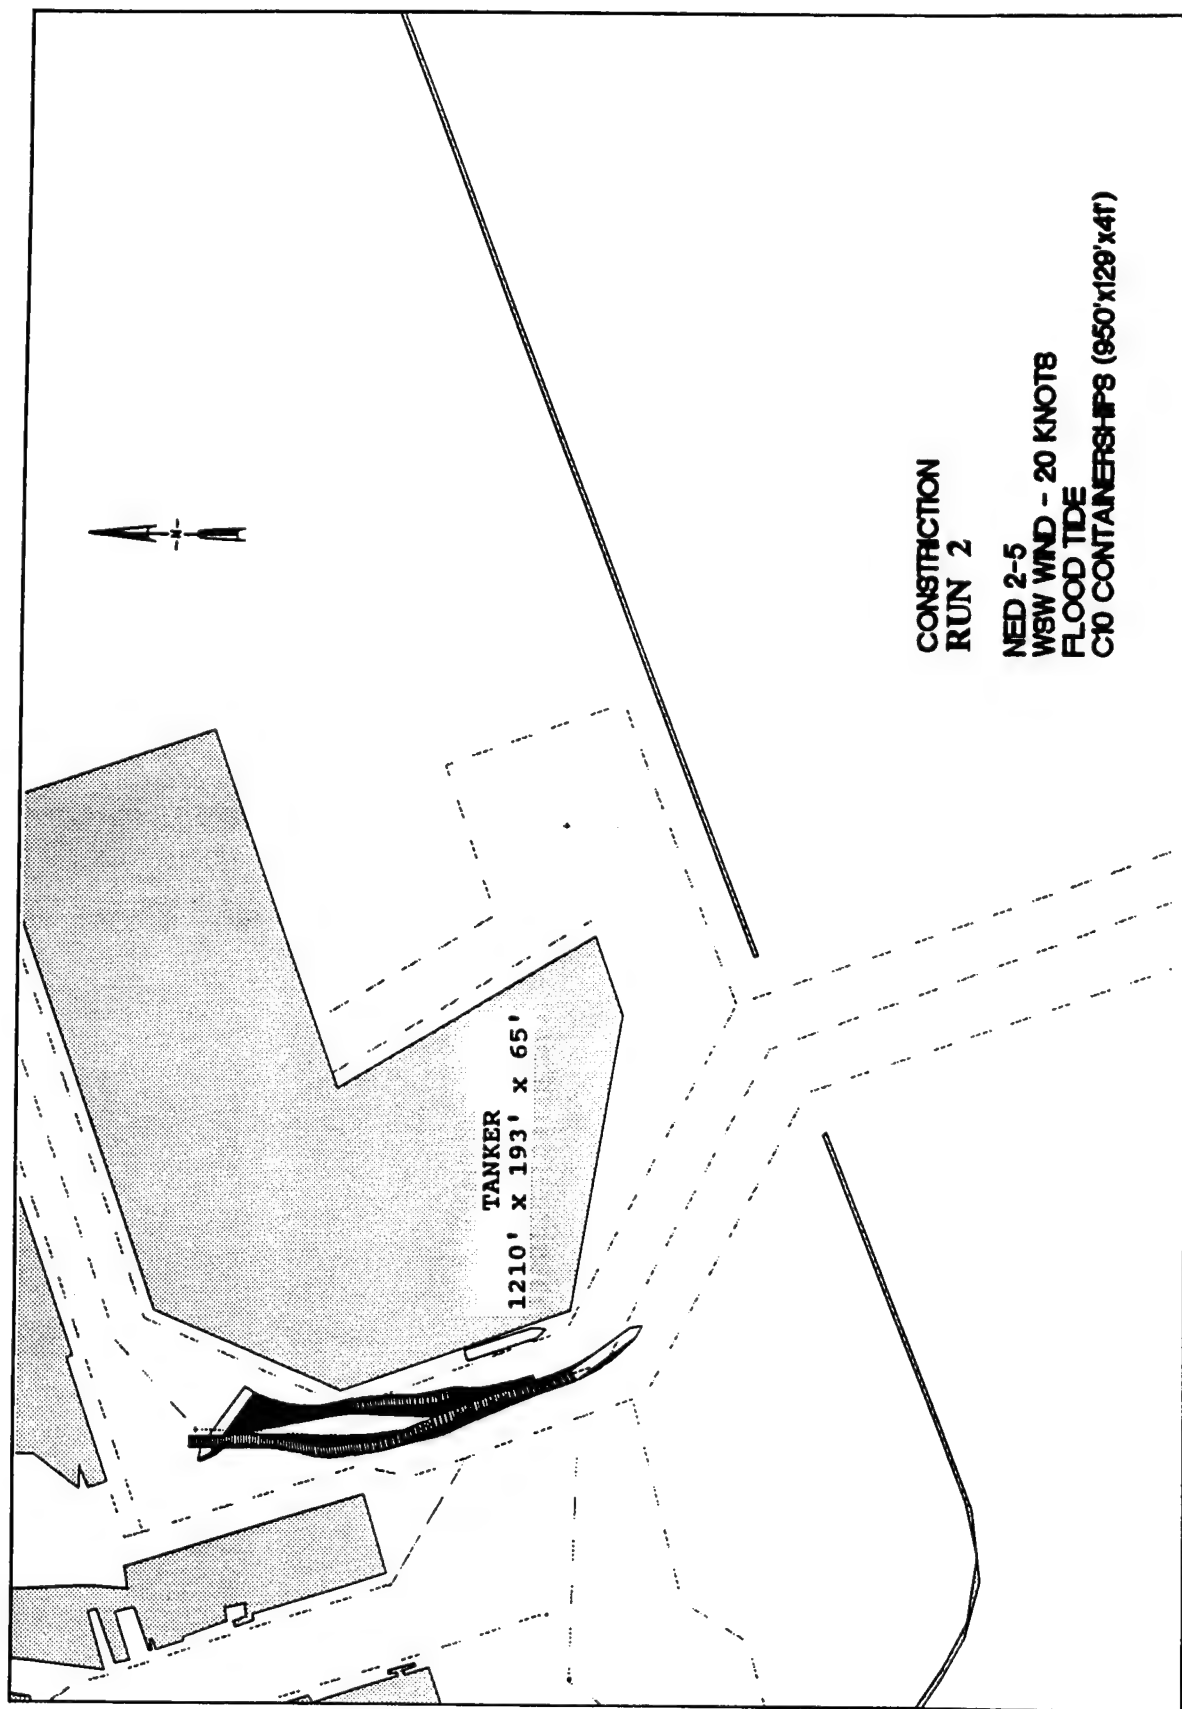 N
TANKER
1210' x 193' x 65'
CONSTRICTION
RUN 2
NED 2-5
WSW WIND - 20 KNOTS
FLOOD TIDE
C10 CONTAINERSHIPS (950'x129'x41')